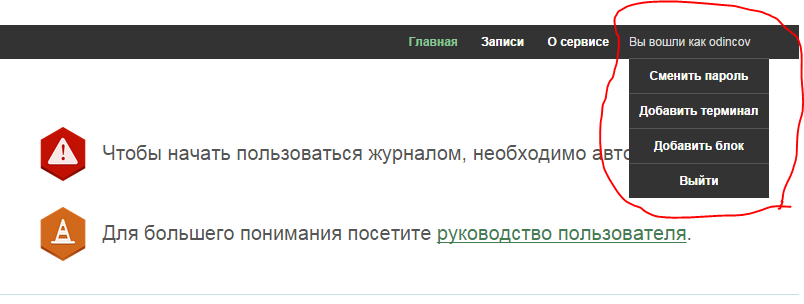 Главная Записи О сервисе Вы вошли как odincov
Сменить пароль
Добавить терминал
Добавить блок
Выйти
Чтобы начать пользоваться журналом, необходимо авто
Для большего понимания посетите руководство пользователя.